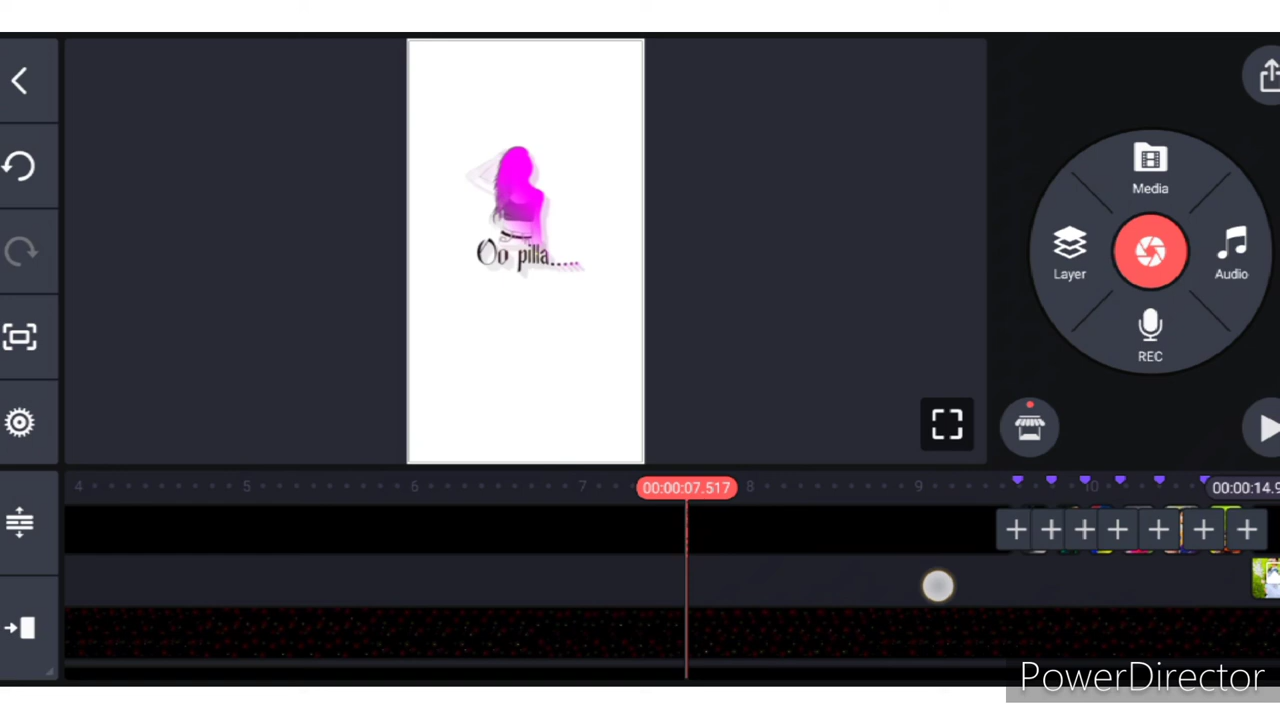 Media
Layer
Audio
REC
Oo pilla.....
4 5 6 7 8 9 10
00:00:07.517
00:00:14.9
PowerDirector